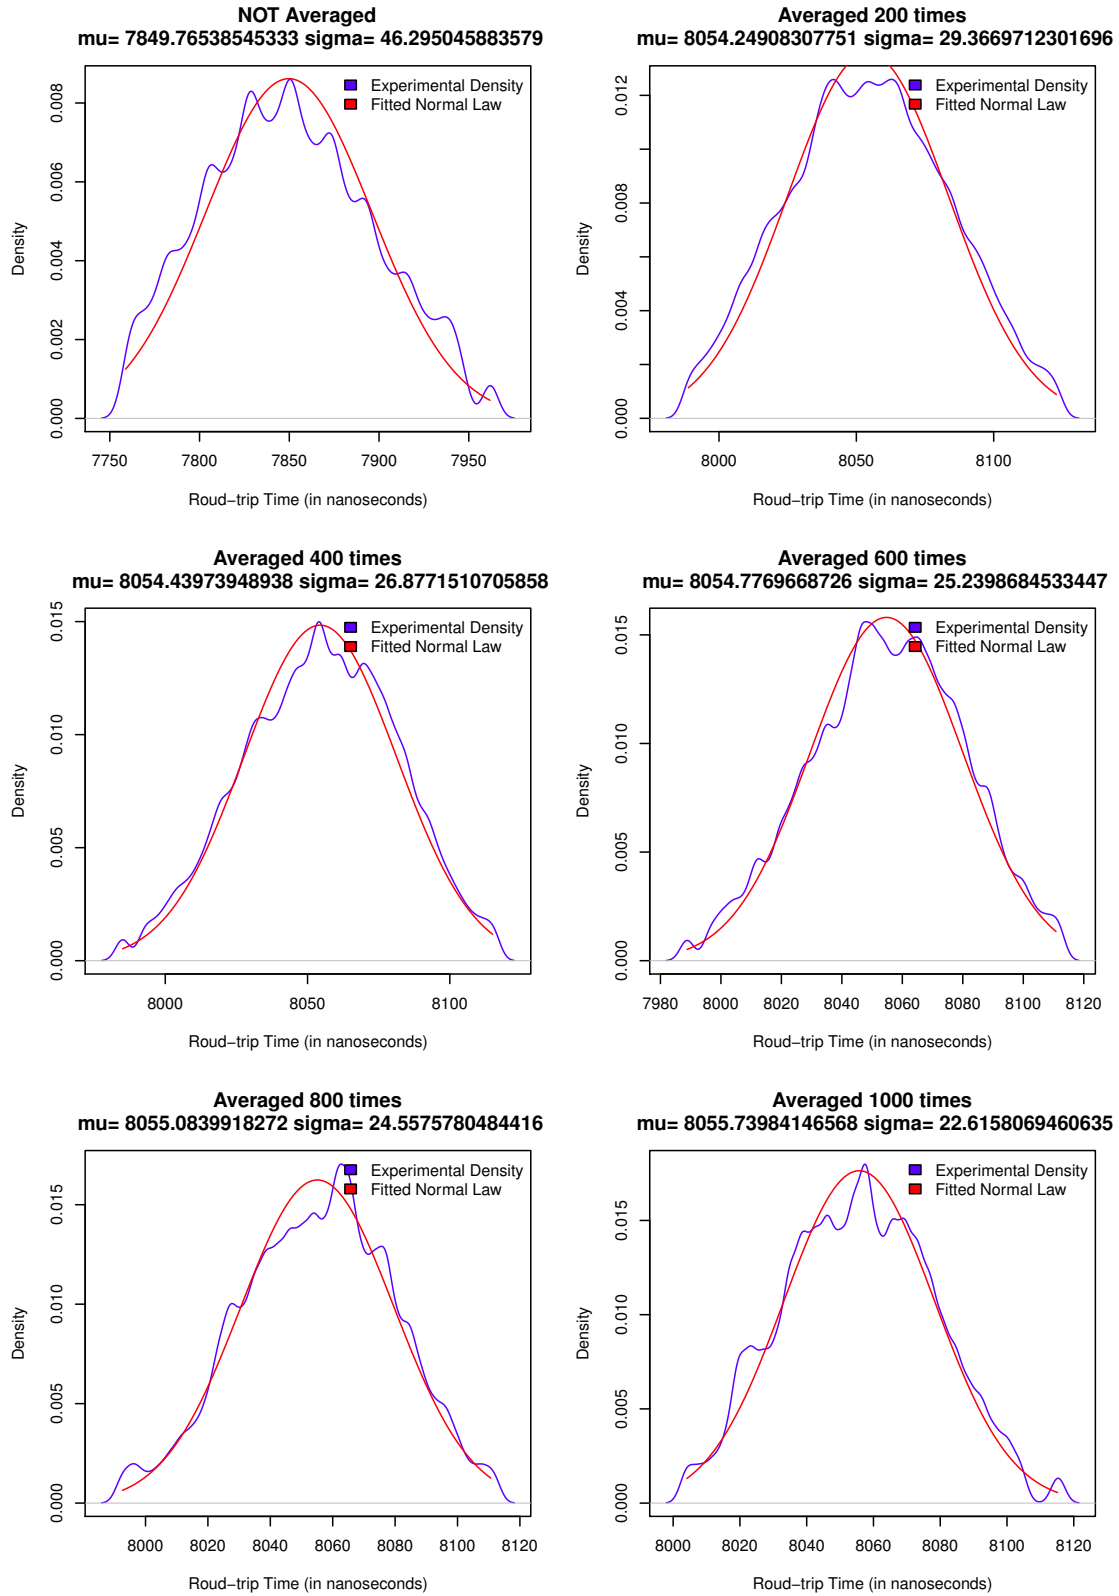 NOT Averaged
mu= 7849.76538545333 sigma= 46.295045883579
Experimental Density
Fitted Normal Law
Density
0.000
0.002
0.004
0.006
0.008
7750 7800 7850 7900 7950
Roud−trip Time (in nanoseconds)
Averaged 200 times
mu= 8054.24908307751 sigma= 29.3669712301696
Experimental Density
Fitted Normal Law
Density
0.000
0.004
0.008
0.012
8000 8050 8100
Roud−trip Time (in nanoseconds)
Averaged 400 times
mu= 8054.43973948938 sigma= 26.8771510705858
Experimental Density
Fitted Normal Law
Density
0.000
0.005
0.010
0.015
8000 8050 8100
Roud−trip Time (in nanoseconds)
Averaged 600 times
mu= 8054.7769668726 sigma= 25.2398684533447
Experimental Density
Fitted Normal Law
Density
0.000
0.005
0.010
0.015
7980 8000 8020 8040 8060 8080 8100 8120
Roud−trip Time (in nanoseconds)
Averaged 800 times
mu= 8055.0839918272 sigma= 24.5575780484416
Experimental Density
Fitted Normal Law
Density
0.000
0.005
0.010
0.015
8000 8020 8040 8060 8080 8100 8120
Roud−trip Time (in nanoseconds)
Averaged 1000 times
mu= 8055.73984146568 sigma= 22.6158069460635
Experimental Density
Fitted Normal Law
Density
0.000
0.005
0.010
0.015
8000 8020 8040 8060 8080 8100 8120
Roud−trip Time (in nanoseconds)